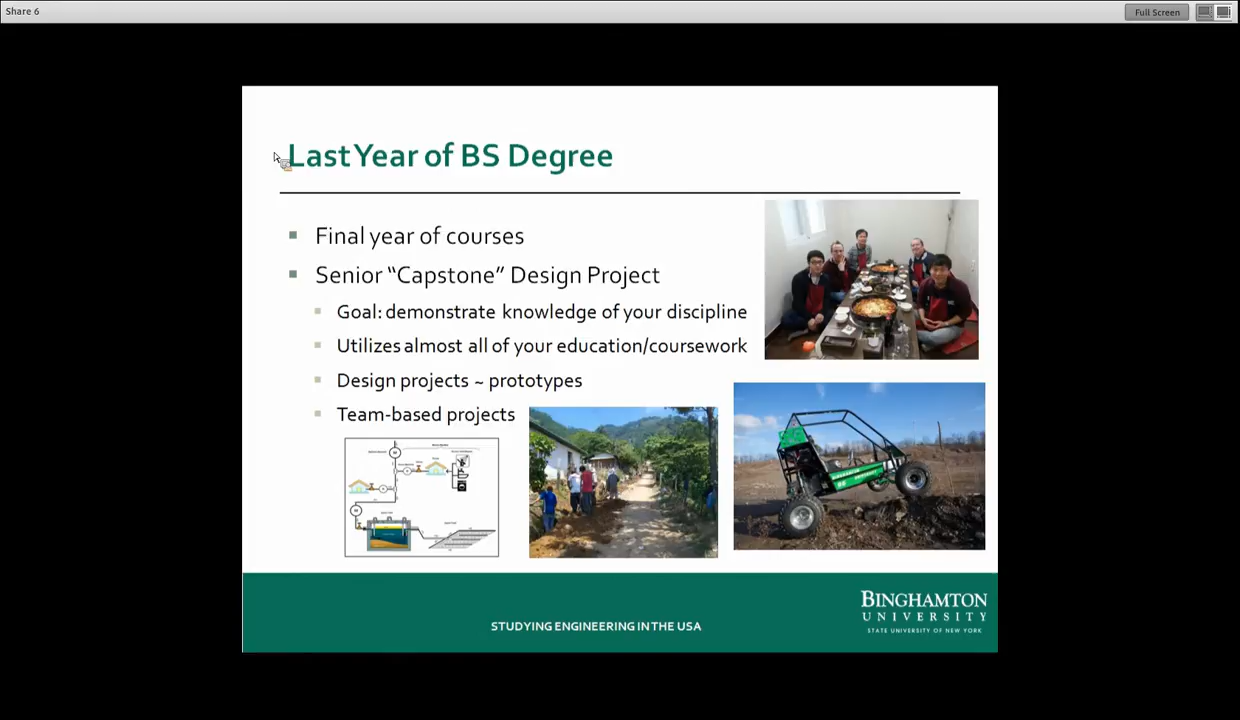 Share 6
Full Screen
Last Year of BS Degree
Final year of courses
Senior “Capstone” Design Project
Goal: demonstrate knowledge of your discipline
Utilizes almost all of your education/coursework
Design projects ~ prototypes
Team-based projects
STUDYING ENGINEERING IN THE USA
BINGHAMTON
UNIVERSITY
STATE UNIVERSITY OF NEW YORK